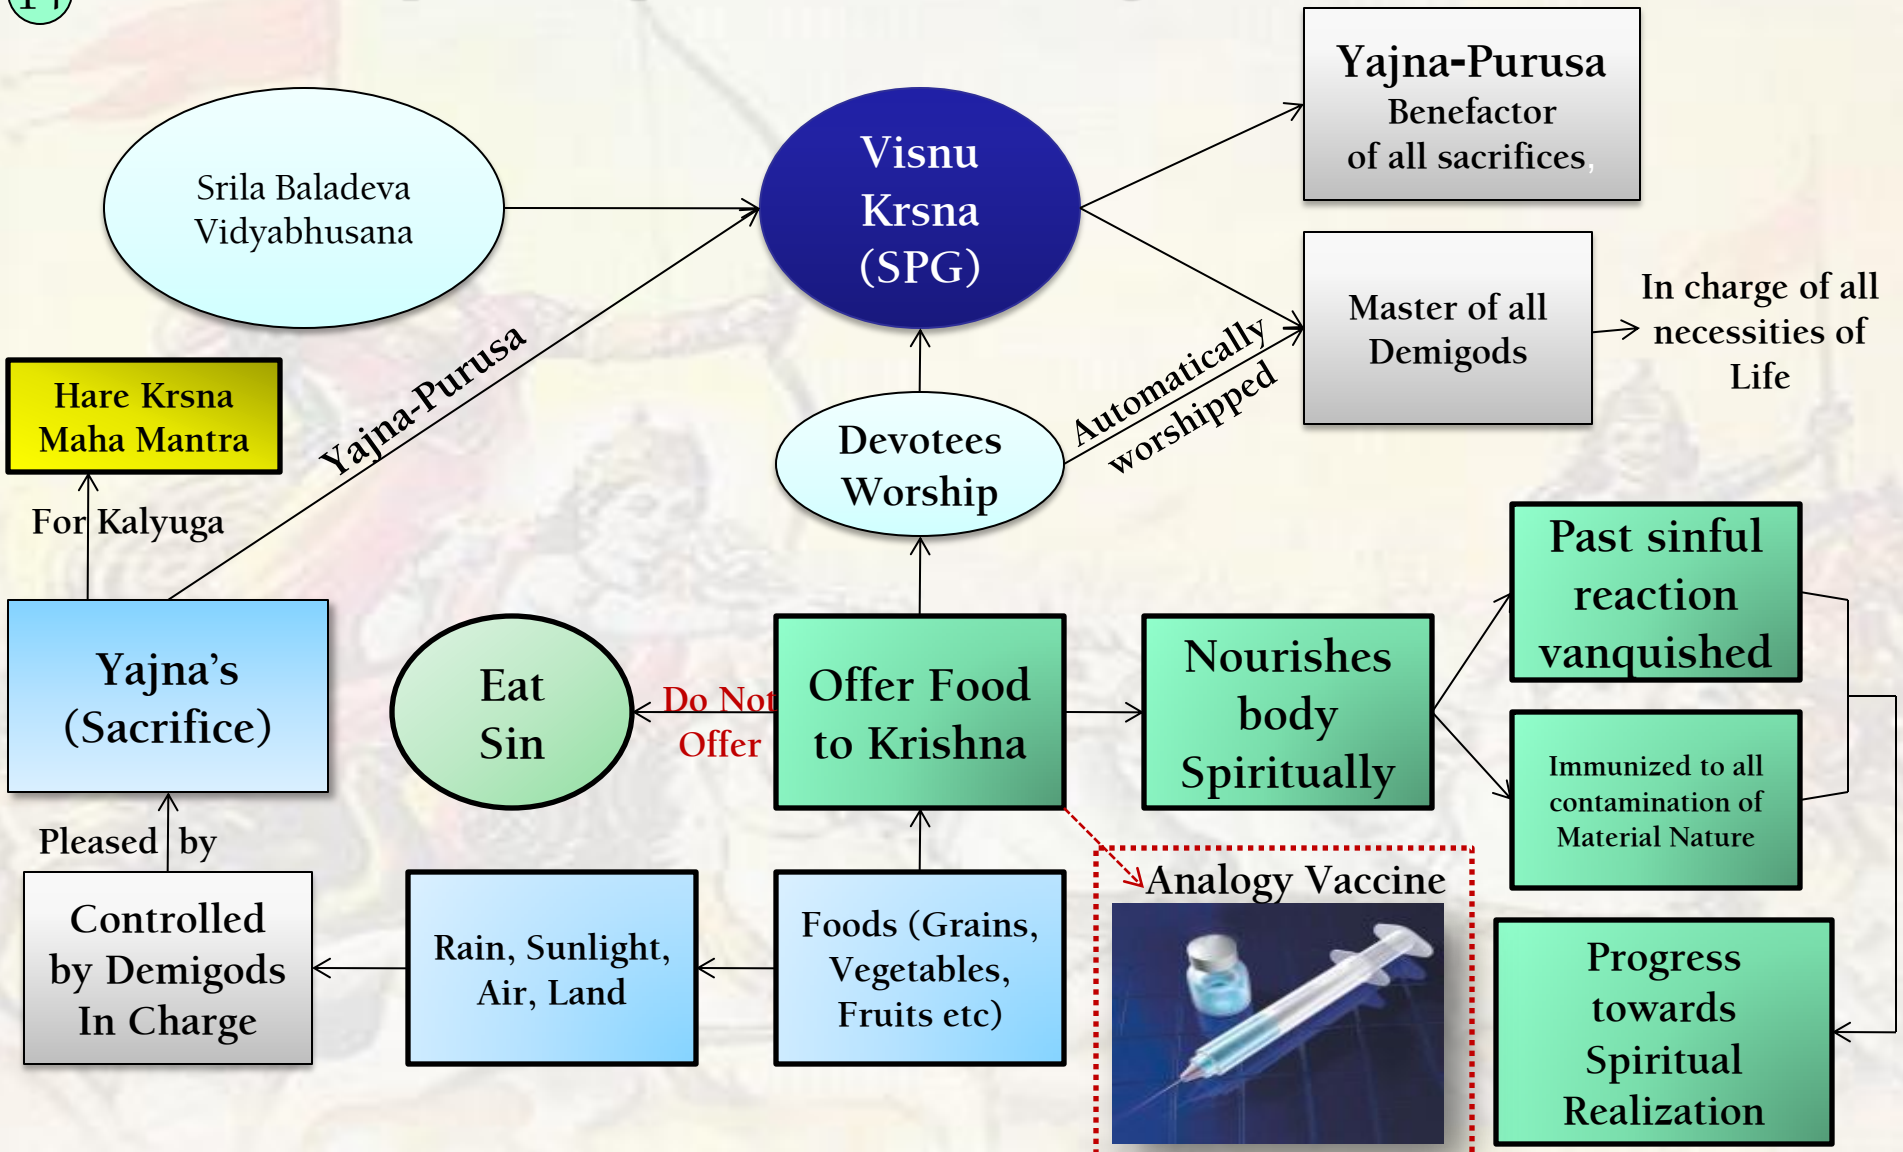 Yajna-Purusa
Benefactor
of all sacrifices,
Srila Baladeva
Vidyabhusana
Visnu
Krsna
(SPG)
Master of all
Demigods
In charge of all
necessities of
Life
Yajna-Purusa
Automatically
worshipped
Hare Krsna
Maha Mantra
Devotees
Worship
For Kalyuga
Past sinful
reaction
vanquished
Yajna’s
(Sacrifice)
Eat
Sin
Do Not
Offer
Offer Food
to Krishna
Nourishes
body
Spiritually
Immunized to all
contamination of
Material Nature
Pleased by
Controlled
by Demigods
In Charge
Rain, Sunlight,
Air, Land
Foods (Grains,
Vegetables,
Fruits etc)
Analogy Vaccine
Progress
towards
Spiritual
Realization